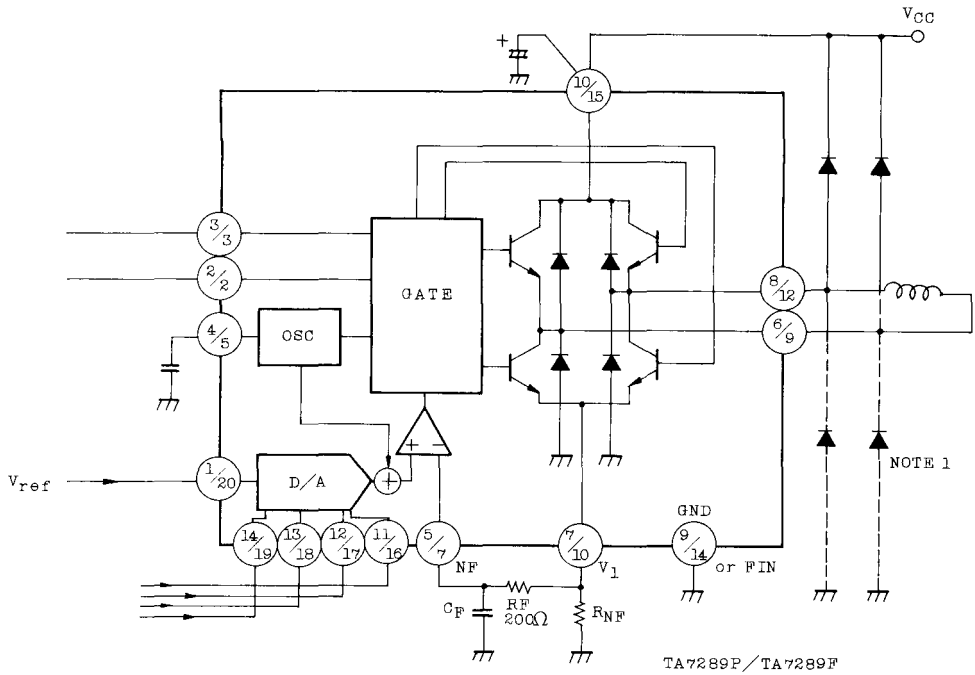 VCC
+
10/15
3/3
2/2
GATE
8/12
6/9
4/5
OSC
+ −
1/20
Vref
D/A
+
NOTE 1
14/19
13/18
12/17
11/16
5/7
NF
7/10
V1
GND
9/14
or FIN
CF
RF
200Ω
RNF
TA7289P/TA7289F